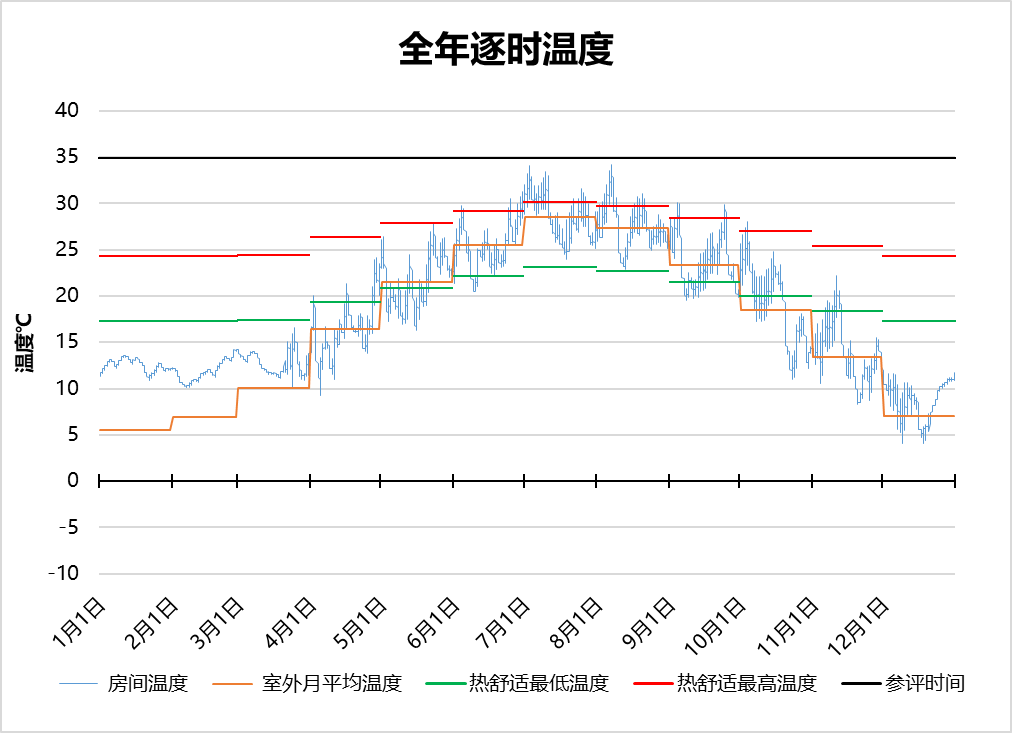 全年逐时温度
40
35
30
25
20
15
10
5
0
-5
-10
温度℃
1月1日
2月1日
3月1日
4月1日
5月1日
6月1日
7月1日
8月1日
9月1日
10月1日
11月1日
12月1日
房间温度
室外月平均温度
热舒适最低温度
热舒适最高温度
参评时间